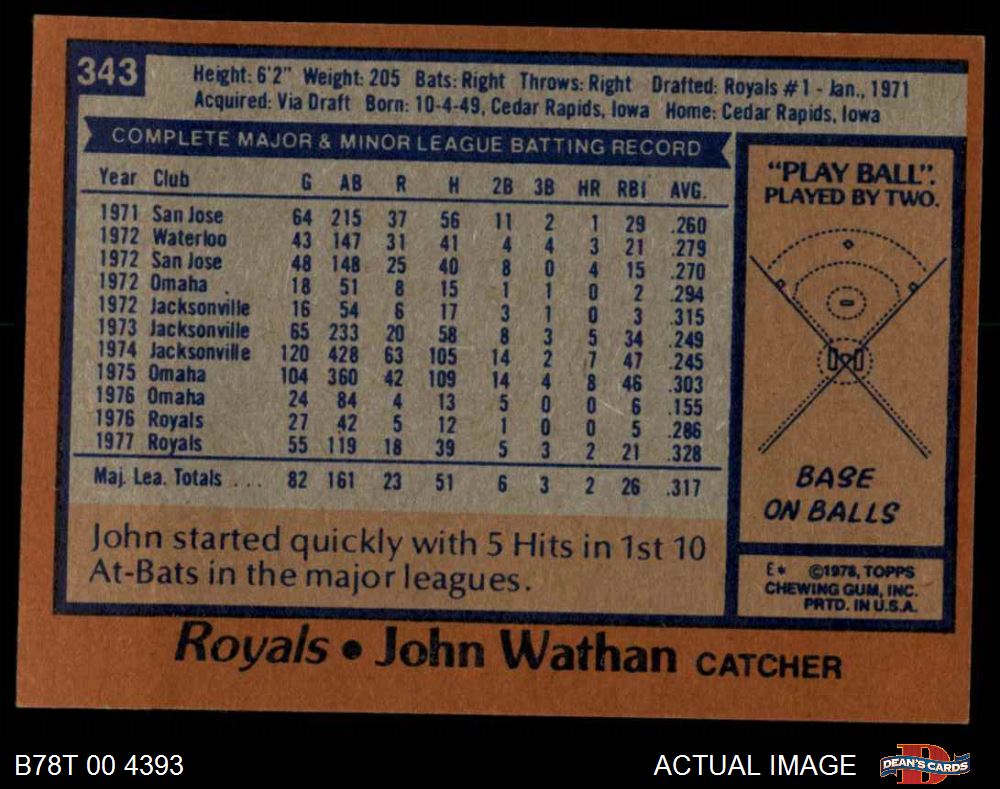 343
Height: 6'2" Weight: 205 Bats: Right Throws: Right Drafted: Royals #1 - Jan., 1971
Acquired: Via Draft Born: 10-4-49, Cedar Rapids, Iowa Home: Cedar Rapids, Iowa
COMPLETE MAJOR & MINOR LEAGUE BATTING RECORD
Year Club G AB R H 2B 3B HR RBI AVG.
1971 San Jose 64 215 37 56 11 2 1 29 .260
1972 Waterloo 43 147 31 41 4 4 3 21 .279
1972 San Jose 48 148 25 40 8 0 4 15 .270
1972 Omaha 18 51 8 15 1 1 0 2 .294
1972 Jacksonville 16 54 6 17 3 1 0 3 .315
1973 Jacksonville 65 233 20 58 8 3 5 34 .249
1974 Jacksonville 120 428 63 105 14 2 7 47 .245
1975 Omaha 104 360 42 109 14 4 8 46 .303
1976 Omaha 24 84 4 13 5 0 0 6 .155
1976 Royals 27 42 5 12 1 0 0 5 .286
1977 Royals 55 119 18 39 5 3 2 21 .328
Maj. Lea. Totals ... 82 161 23 51 6 3 2 26 .317
John started quickly with 5 Hits in 1st 10
At-Bats in the major leagues.
"PLAY BALL".
PLAYED BY TWO.
BASE
ON BALLS
E* ©1978, TOPPS
CHEWING GUM, INC.
PRTD. IN U.S.A.
Royals • John Wathan CATCHER
B78T 00 4393
ACTUAL IMAGE
D
DEAN'S CARDS